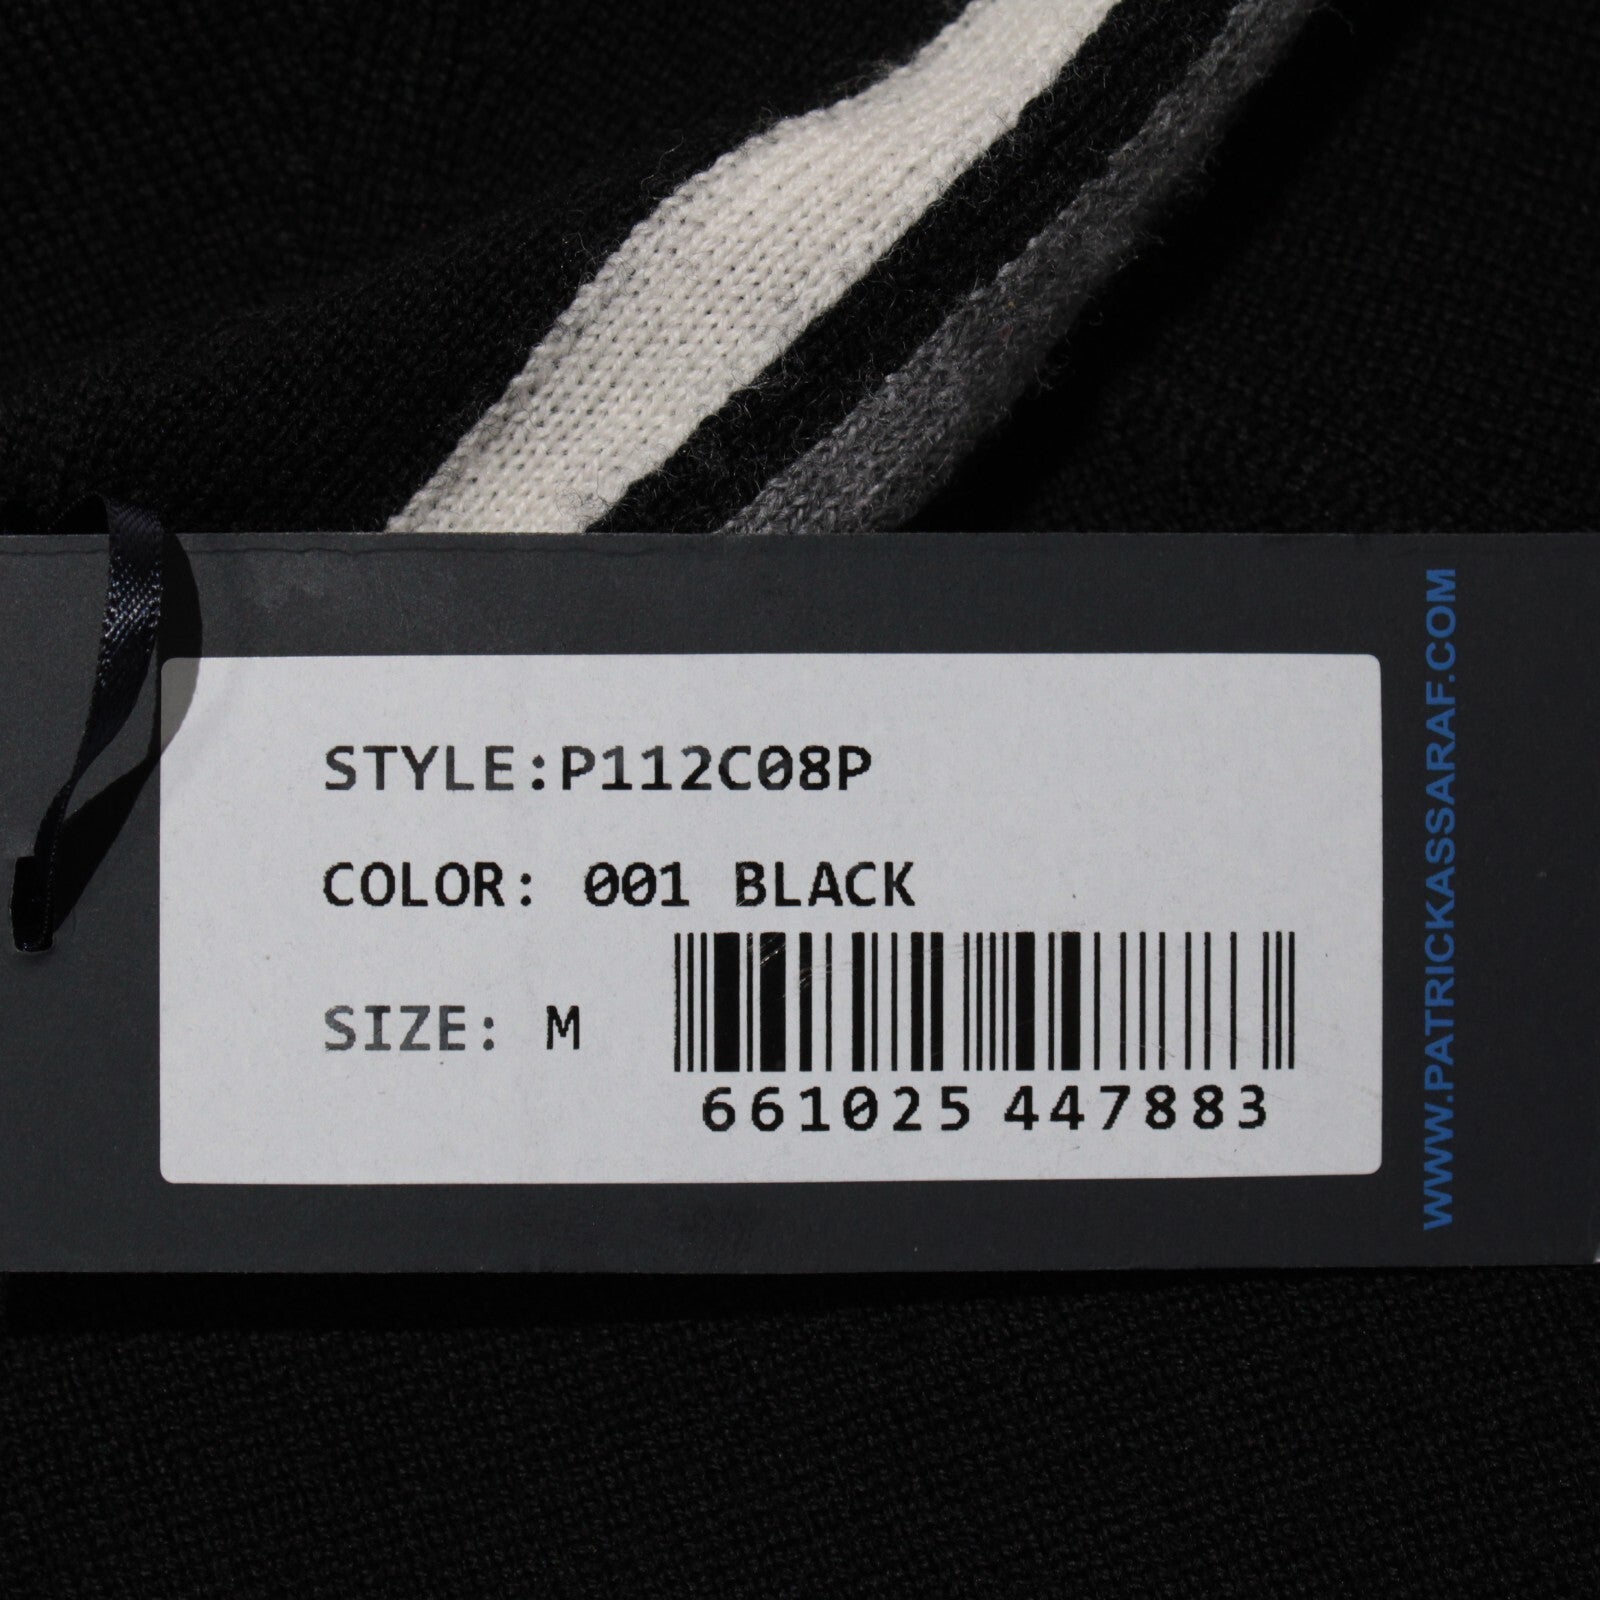 STYLE:P112C08P
COLOR: 001 BLACK
SIZE: M
661025 447883
WWW.PATRICKASSARAF.COM